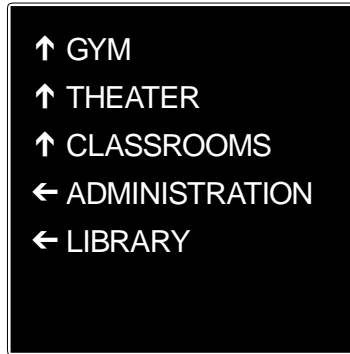 ↑ GYM
↑ THEATER
↑ CLASSROOMS
← ADMINISTRATION
← LIBRARY